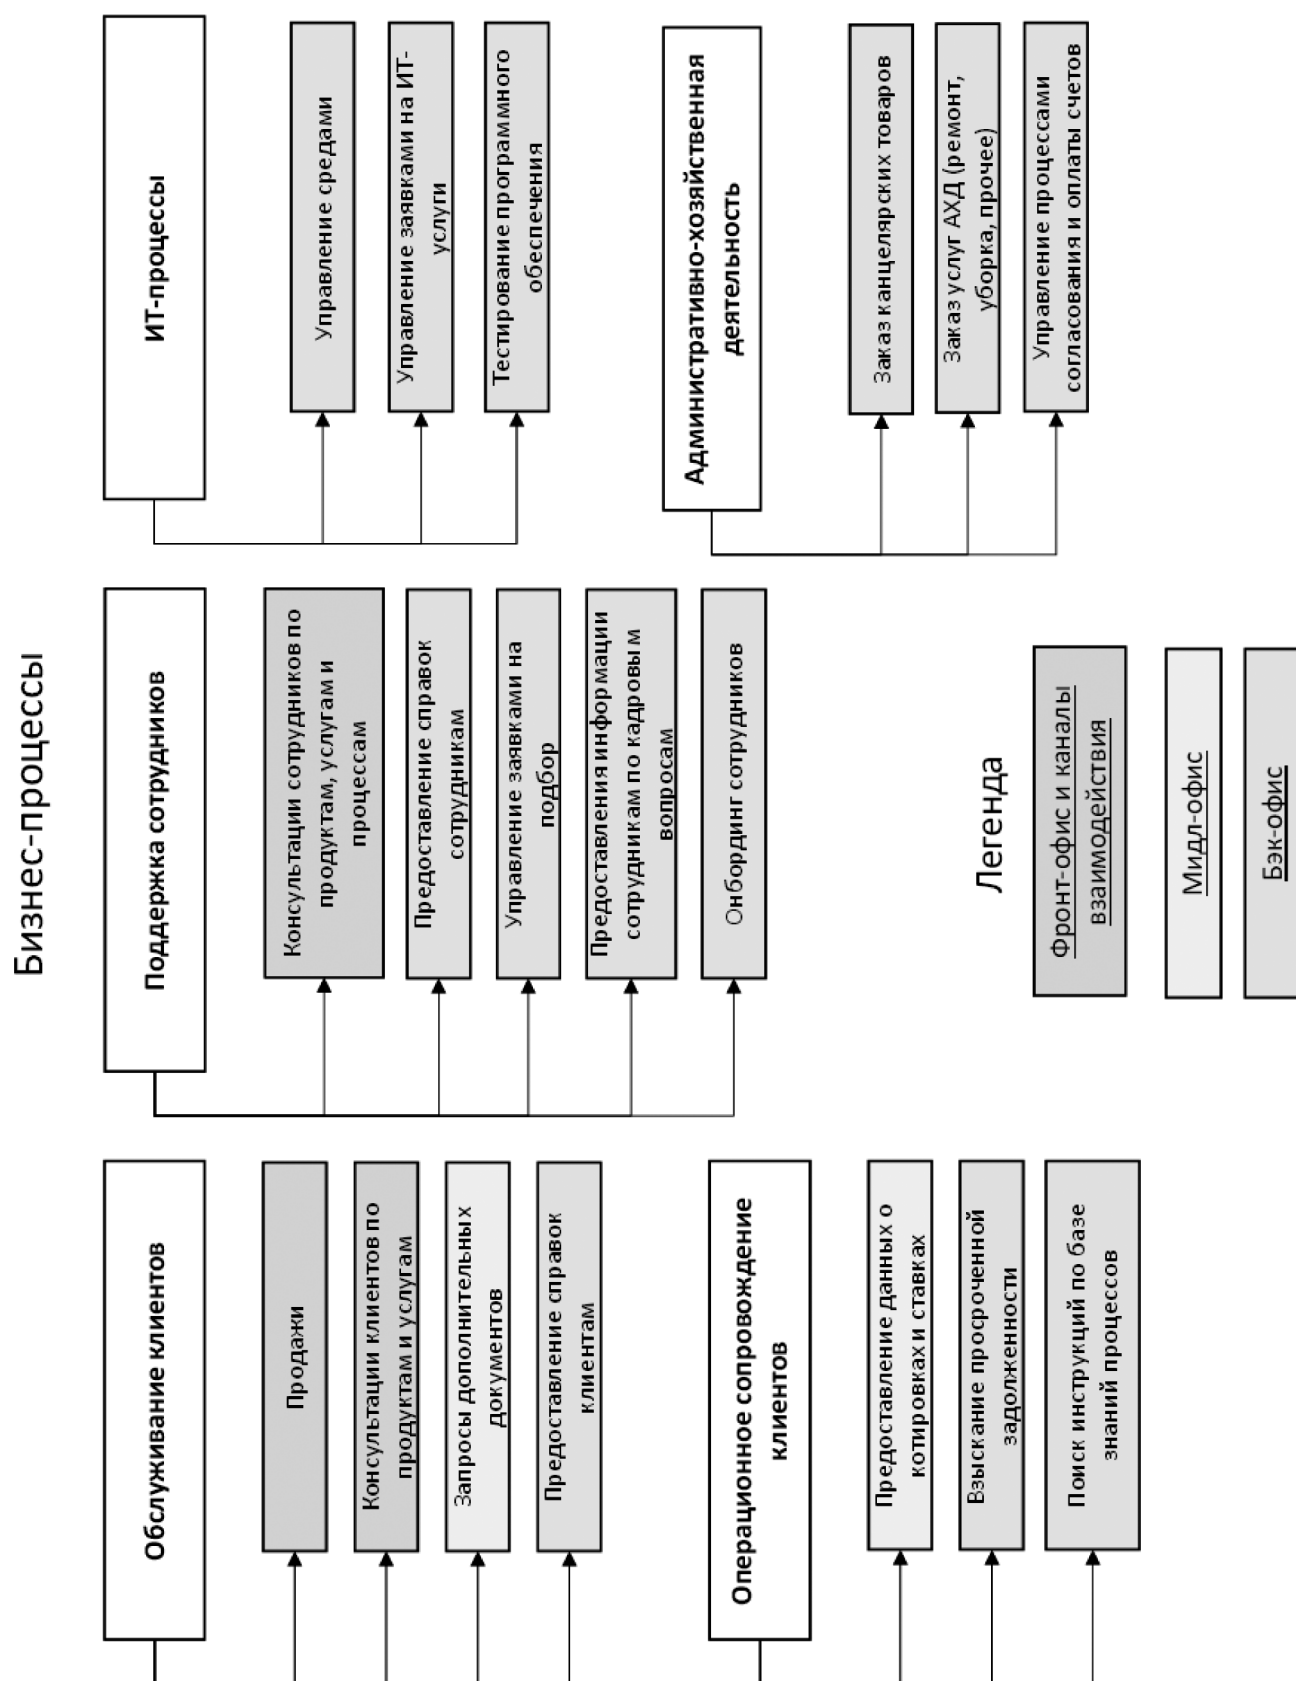 Бизнес-процессы
Обслуживание клиентов
Продажи
Консультации клиентов по
продуктам и услугам
Запросы дополнительных
документов
Предоставление справок
клиентам
Операционное сопровождение
клиентов
Предоставление данных о
котировках и ставках
Взыскание просроченной
задолженности
Поиск инструкций по базе
знаний процессов
Поддержка сотрудников
Консультации сотрудников по
продуктам, услугам и
процессам
Предоставление справок
сотрудникам
Управление заявками на
подбор
Предоставления информации
сотрудникам по кадровым
вопросам
Онбординг сотрудников
ИТ-процессы
Управление средами
Управление заявками на ИТ-
услуги
Тестирование программного
обеспечения
Административно-хозяйственная
деятельность
Заказ канцелярских товаров
Заказ услуг АХД (ремонт,
уборка, прочее)
Управление процессами
согласования и оплаты счетов
Легенда
Фронт-офис и каналы
взаимодействия
Мидл-офис
Бэк-офис